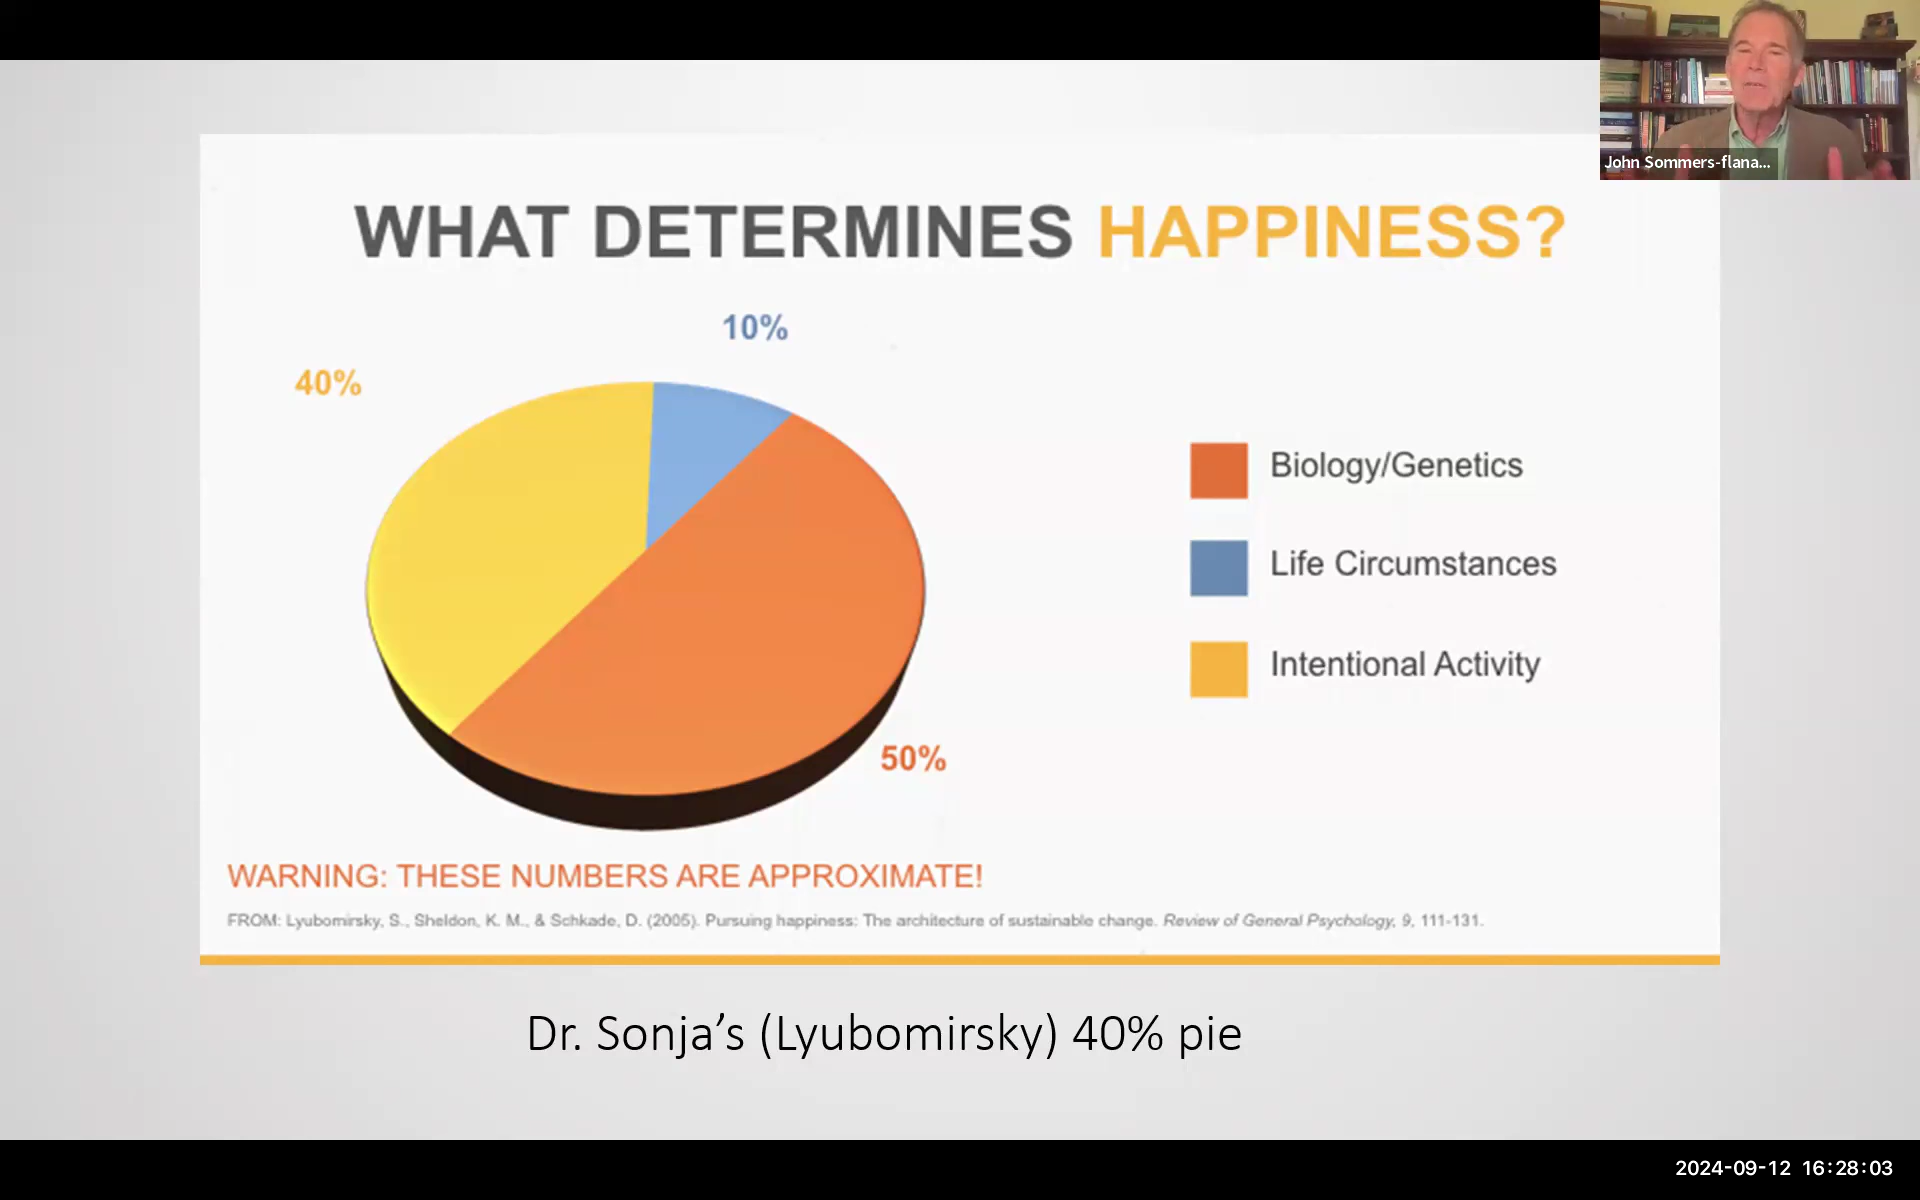 John Sommers-flana...
WHAT DETERMINES HAPPINESS?
10%
40%
Biology/Genetics
Life Circumstances
Intentional Activity
50%
WARNING: THESE NUMBERS ARE APPROXIMATE!
FROM: Lyubomirsky, S., Sheldon, K. M., & Schkade, D. (2005). Pursuing happiness: The architecture of sustainable change. Review of General Psychology, 9, 111-131.
Dr. Sonja’s (Lyubomirsky) 40% pie
2024-09-12 16:28:03